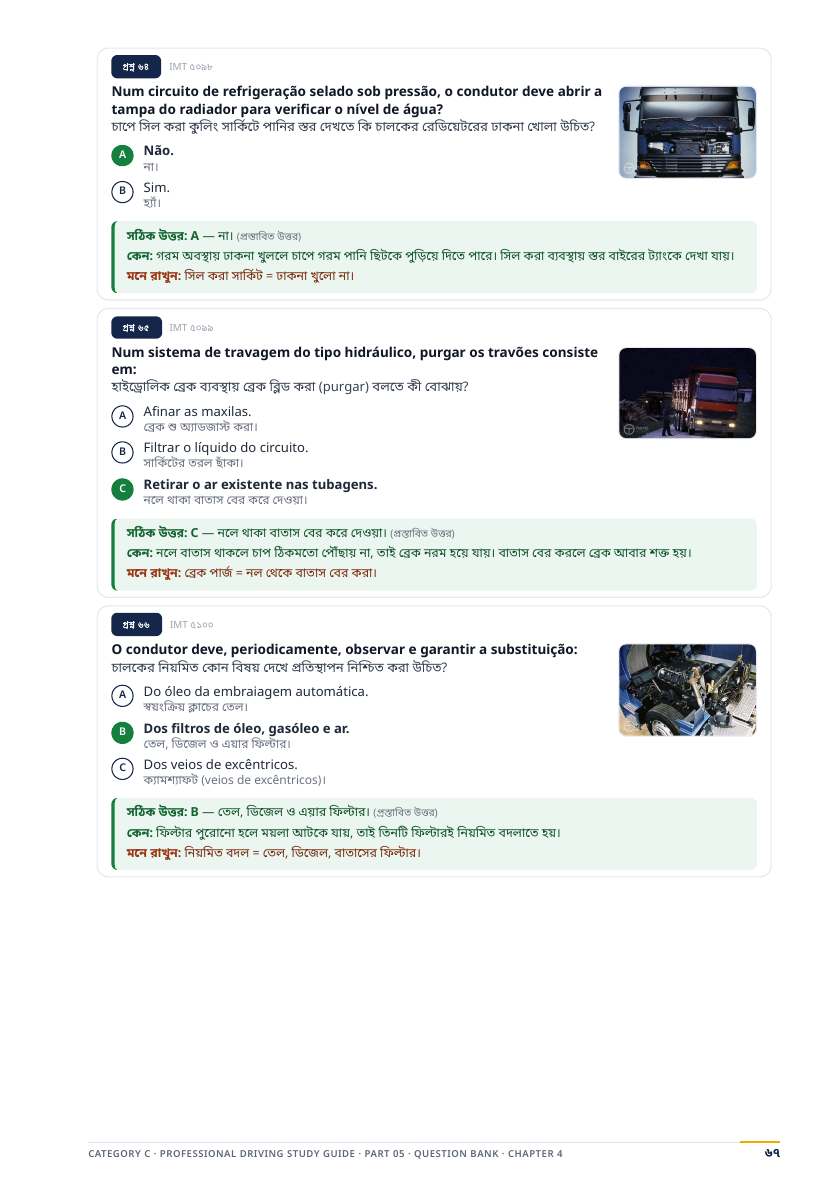 প্রশ্ন ৬৪ IMT ৫০৯৮
Num circuito de refrigeração selado sob pressão, o condutor deve abrir a
tampa do radiador para verificar o nível de água?
চাপে সিল করা কুলিং সার্কিটে পানির স্তর দেখতে কি চালকের রেডিয়েটরের ঢাকনা খোলা উচিত?
A Não.
না।
B Sim.
হ্যাঁ।
সঠিক উত্তর: A — না। (প্রস্তাবিত উত্তর)
কেন: গরম অবস্থায় ঢাকনা খুললে চাপে গরম পানি ছিটকে পুড়িয়ে দিতে পারে। সিল করা ব্যবস্থায় স্তর বাইরের ট্যাংকে দেখা যায়।
মনে রাখুন: সিল করা সার্কিট = ঢাকনা খুলো না।
প্রশ্ন ৬৫ IMT ৫০৯৯
Num sistema de travagem do tipo hidráulico, purgar os travões consiste
em:
হাইড্রোলিক ব্রেক ব্যবস্থায় ব্রেক ব্লিড করা (purgar) বলতে কী বোঝায়?
A Afinar as maxilas.
ব্রেক শু অ্যাডজাস্ট করা।
B Filtrar o líquido do circuito.
সার্কিটের তরল ছাঁকা।
C Retirar o ar existente nas tubagens.
নলে থাকা বাতাস বের করে দেওয়া।
সঠিক উত্তর: C — নলে থাকা বাতাস বের করে দেওয়া। (প্রস্তাবিত উত্তর)
কেন: নলে বাতাস থাকলে চাপ ঠিকমতো পৌঁছায় না, তাই ব্রেক নরম হয়ে যায়। বাতাস বের করলে ব্রেক আবার শক্ত হয়।
মনে রাখুন: ব্রেক পার্জ = নল থেকে বাতাস বের করা।
প্রশ্ন ৬৬ IMT ৫১০০
O condutor deve, periodicamente, observar e garantir a substituição:
চালকের নিয়মিত কোন বিষয় দেখে প্রতিস্থাপন নিশ্চিত করা উচিত?
A Do óleo da embraiagem automática.
স্বয়ংক্রিয় ক্লাচের তেল।
B Dos filtros de óleo, gasóleo e ar.
তেল, ডিজেল ও এয়ার ফিল্টার।
C Dos veios de excêntricos.
ক্যামশ্যাফট (veios de excêntricos)।
সঠিক উত্তর: B — তেল, ডিজেল ও এয়ার ফিল্টার। (প্রস্তাবিত উত্তর)
কেন: ফিল্টার পুরোনো হলে ময়লা আটকে যায়, তাই তিনটি ফিল্টারই নিয়মিত বদলাতে হয়।
মনে রাখুন: নিয়মিত বদল = তেল, ডিজেল, বাতাসের ফিল্টার।
CATEGORY C · PROFESSIONAL DRIVING STUDY GUIDE · PART 05 · QUESTION BANK · CHAPTER 4 ৬৭